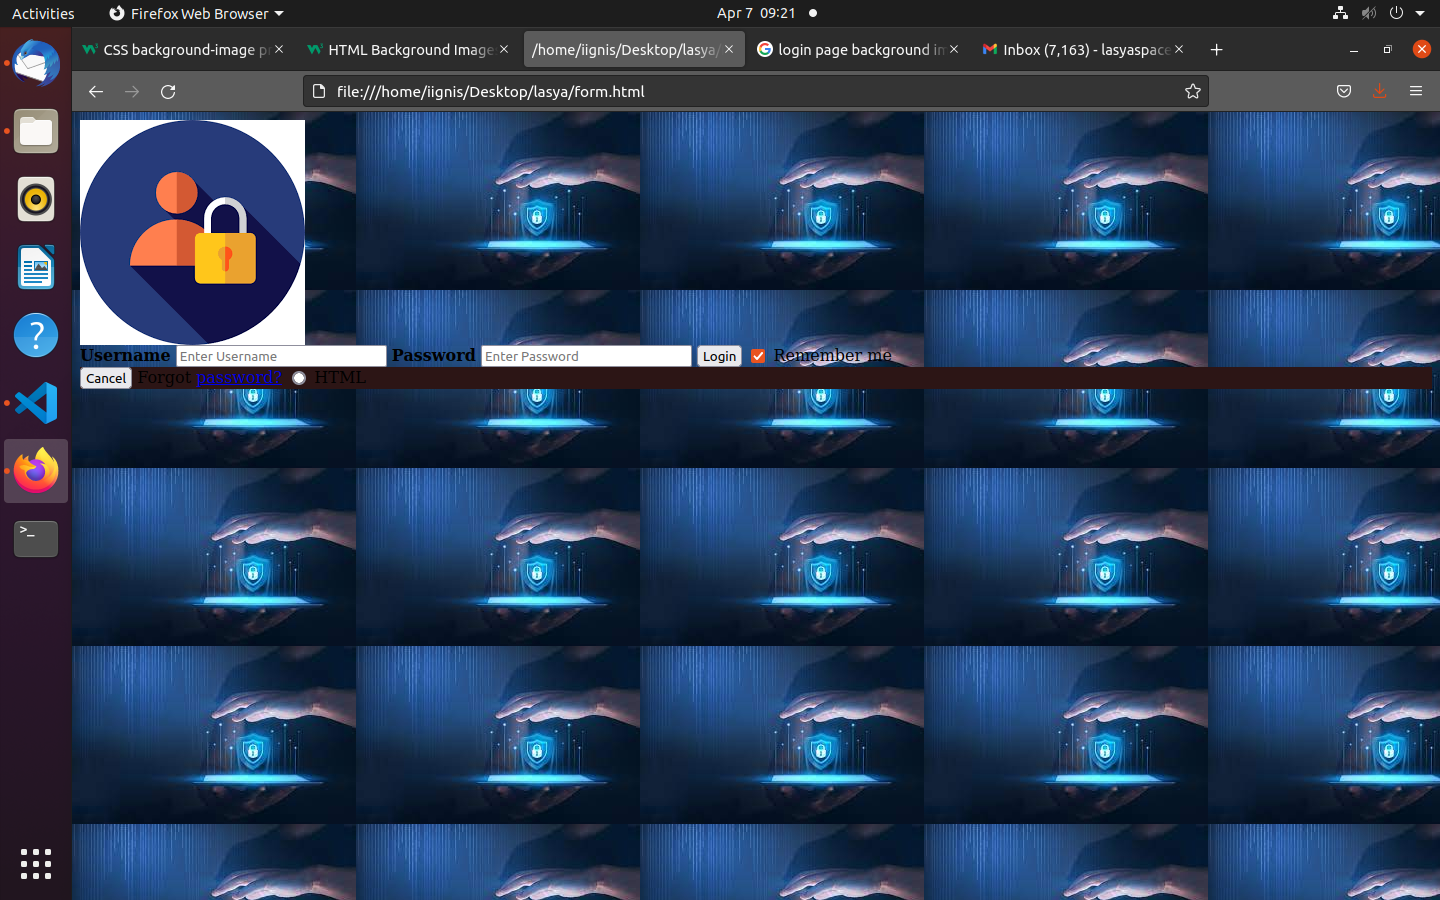 Activities Firefox Web Browser Apr 7 09:21
CSS background-image pr HTML Background Image /home/iignis/Desktop/lasya/ login page background im Inbox (7,163) - lasyaspace
file:///home/iignis/Desktop/lasya/form.html
Username Enter Username Password Enter Password Login Remember me
Cancel Forgot password? HTML